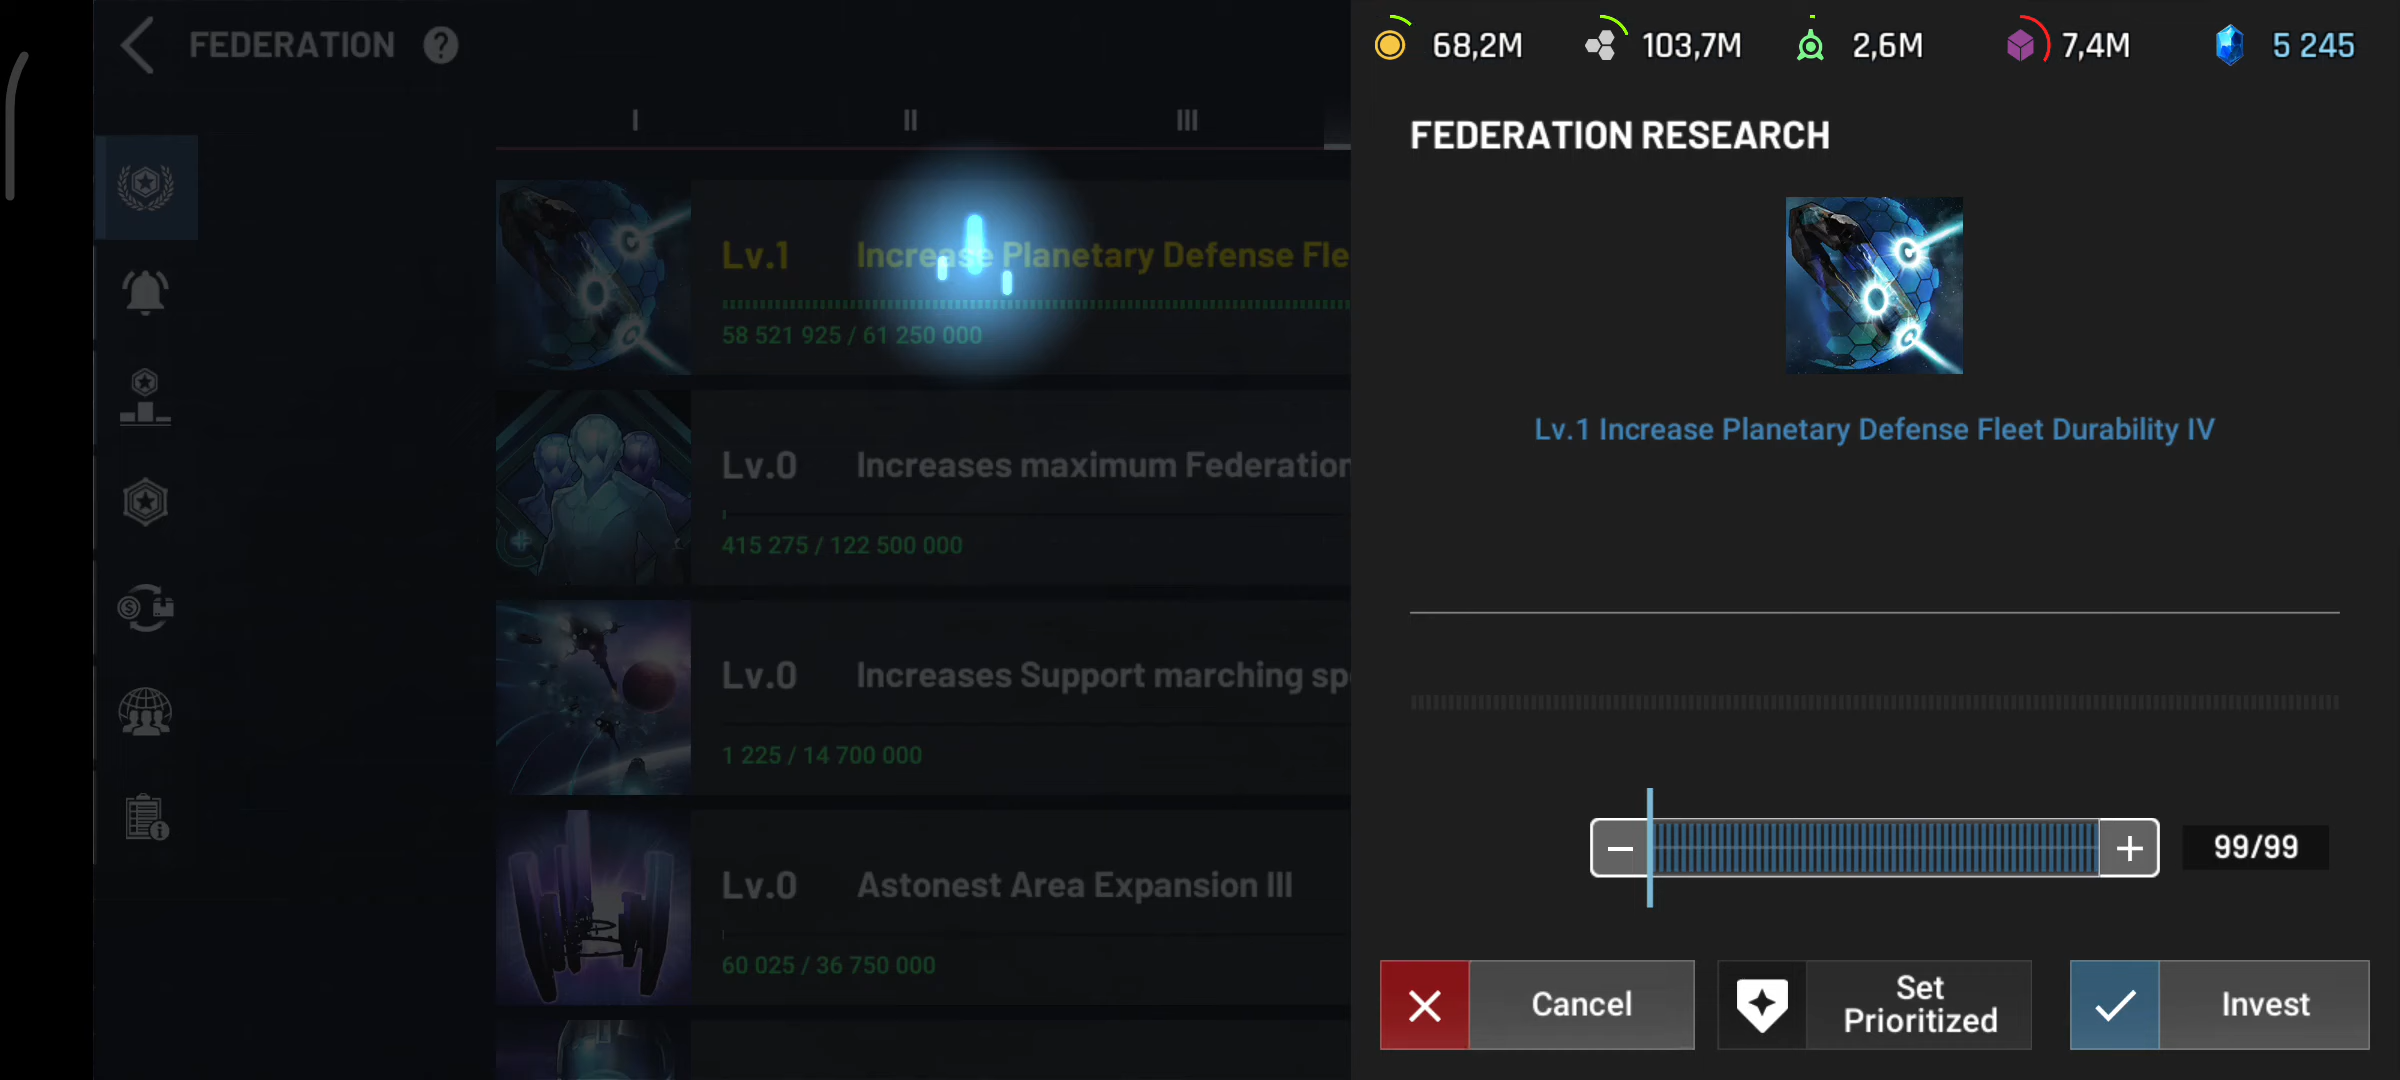 FEDERATION ?
I II III
Lv.1 Increase Planetary Defense Fle
58 521 925 / 61 250 000
Lv.0 Increases maximum Federation
415 275 / 122 500 000
Lv.0 Increases Support marching sp
1 225 / 14 700 000
Lv.0 Astonest Area Expansion III
60 025 / 36 750 000
68,2M 103,7M 2,6M 7,4M 5 245
FEDERATION RESEARCH
Lv.1 Increase Planetary Defense Fleet Durability IV
99/99
Cancel
Set
Prioritized
Invest